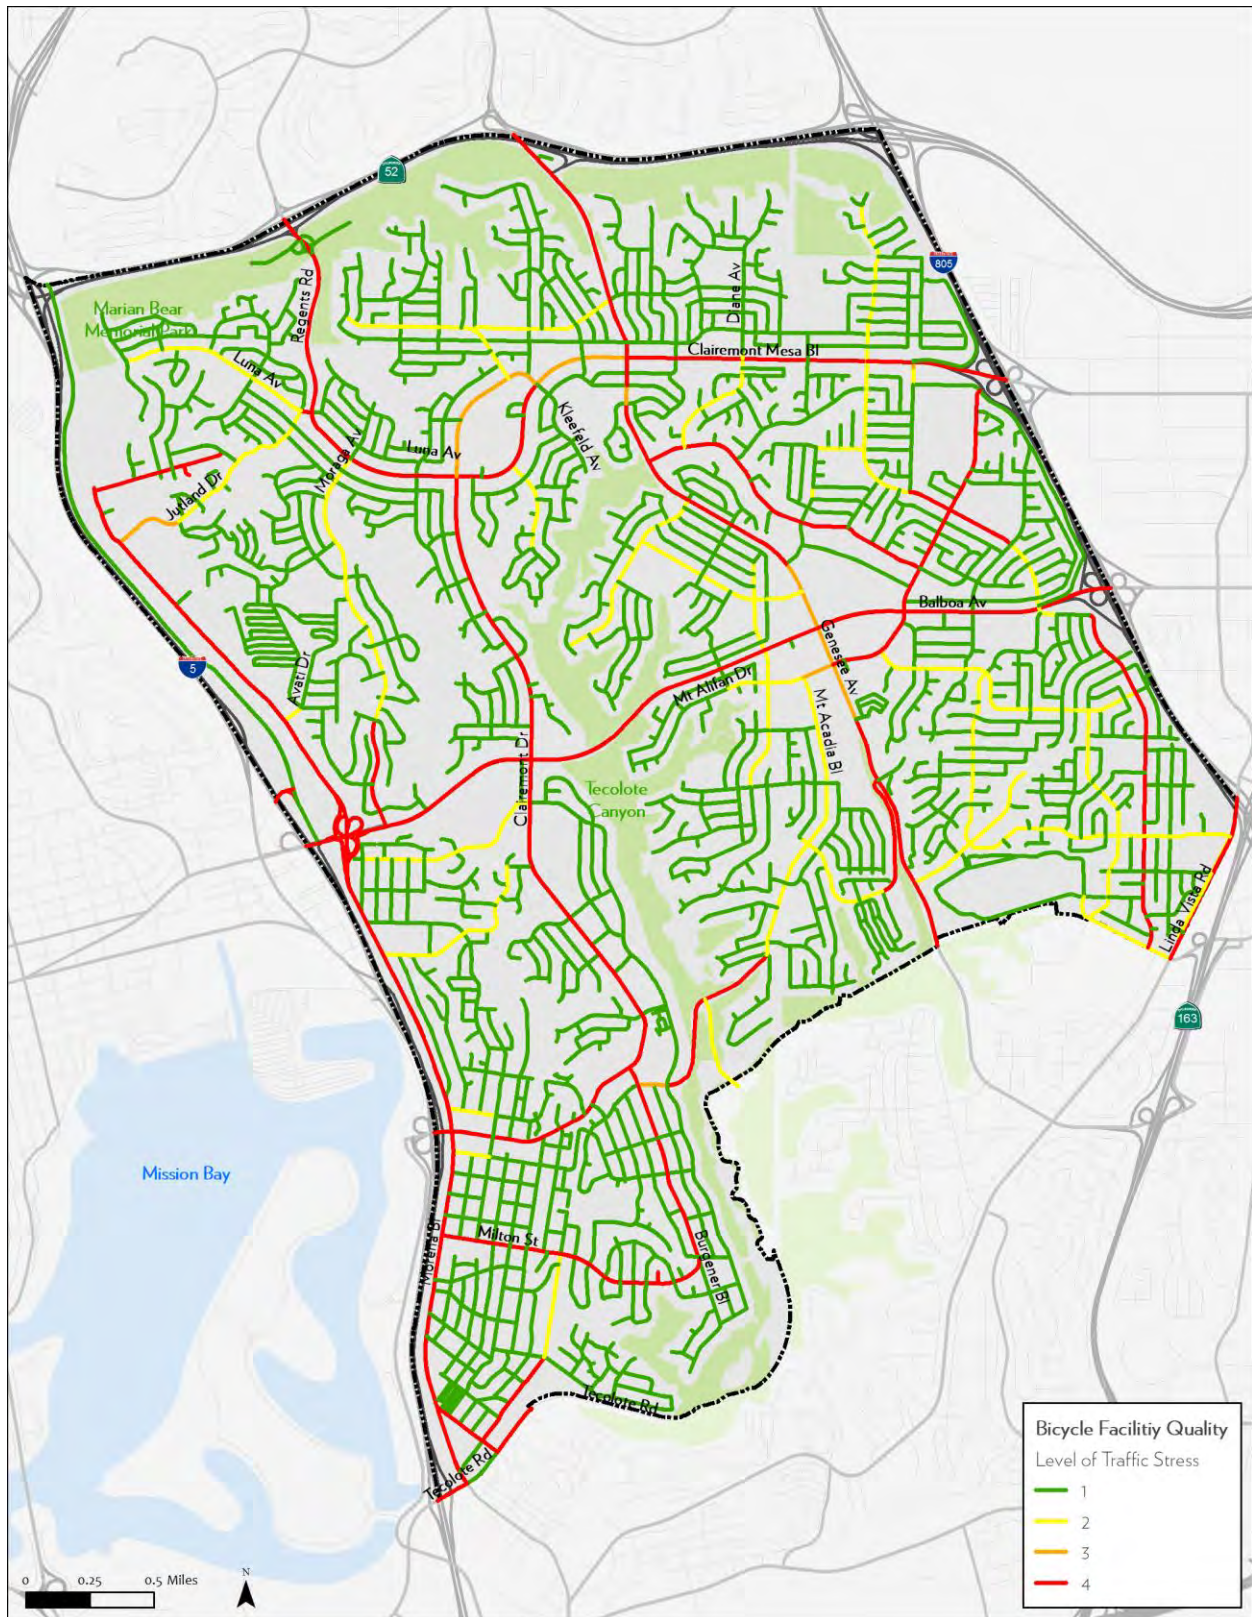 52
805
Marian Bear
Memorial Park
Regents Rd
Diane Av
Clairemont Mesa Bl
Luna Av
Kleefeld Av
Luna Av
Moraga Av
Jutland Dr
Balboa Av
Genesee Av
5
Avati Dr
Mt Alifan Dr
Mt Acadia Bl
Clairemont Dr
Tecolote
Canyon
Linda Vista Rd
163
Mission Bay
Morena Bl
Milton St
Burgener Bl
Tecolote Rd
Tecolote Rd
Bicycle Facilitiy Quality
Level of Traffic Stress
1
2
3
4
0 0.25 0.5 Miles
N